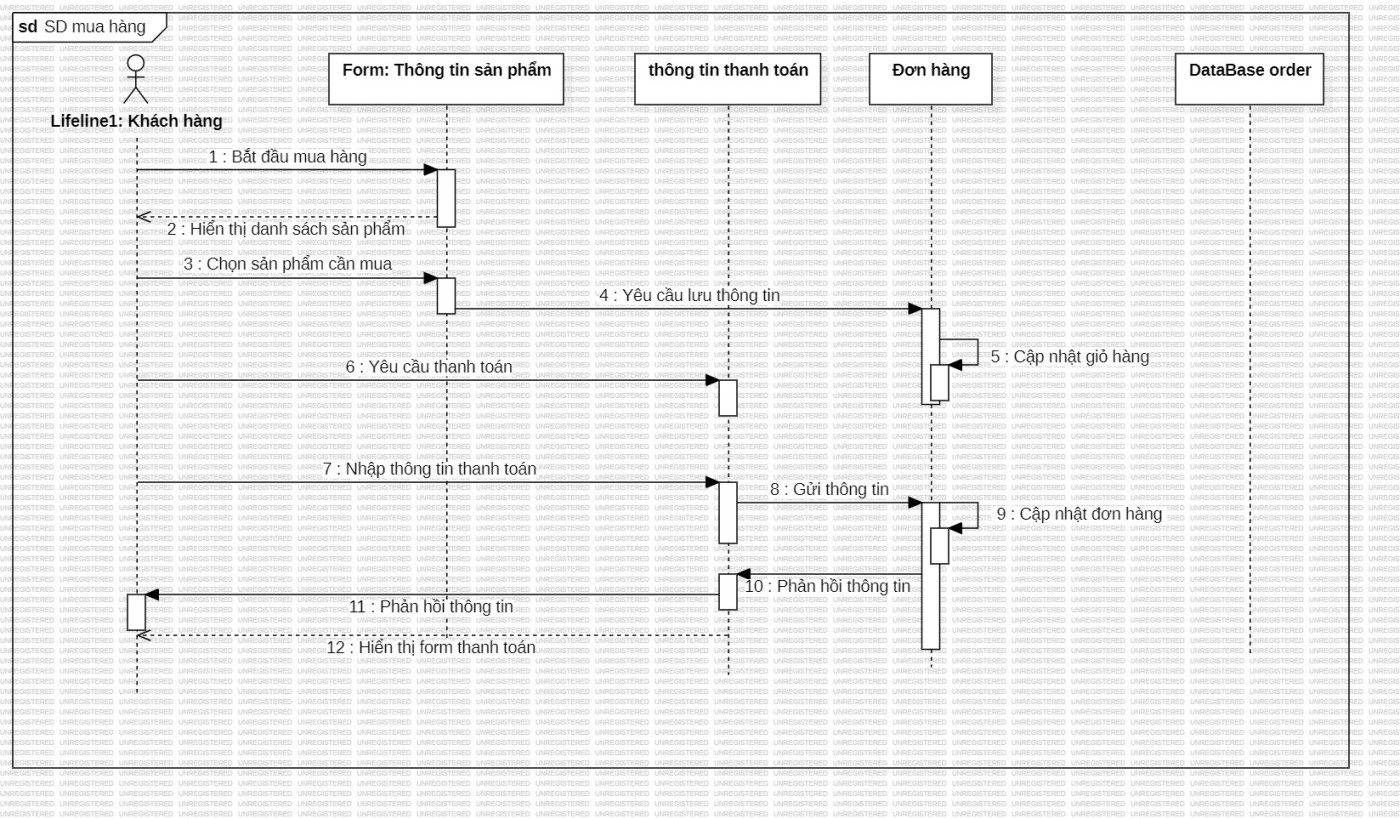 sd SD mua hàng
Form: Thông tin sản phẩm
thông tin thanh toán
Đơn hàng
DataBase order
Lifeline1: Khách hàng
1 : Bắt đầu mua hàng
2 : Hiển thị danh sách sản phẩm
3 : Chọn sản phẩm cần mua
4 : Yêu cầu lưu thông tin
5 : Cập nhật giỏ hàng
6 : Yêu cầu thanh toán
7 : Nhập thông tin thanh toán
8 : Gửi thông tin
9 : Cập nhật đơn hàng
10 : Phản hồi thông tin
11 : Phản hồi thông tin
12 : Hiển thị form thanh toán
UNREGISTERED